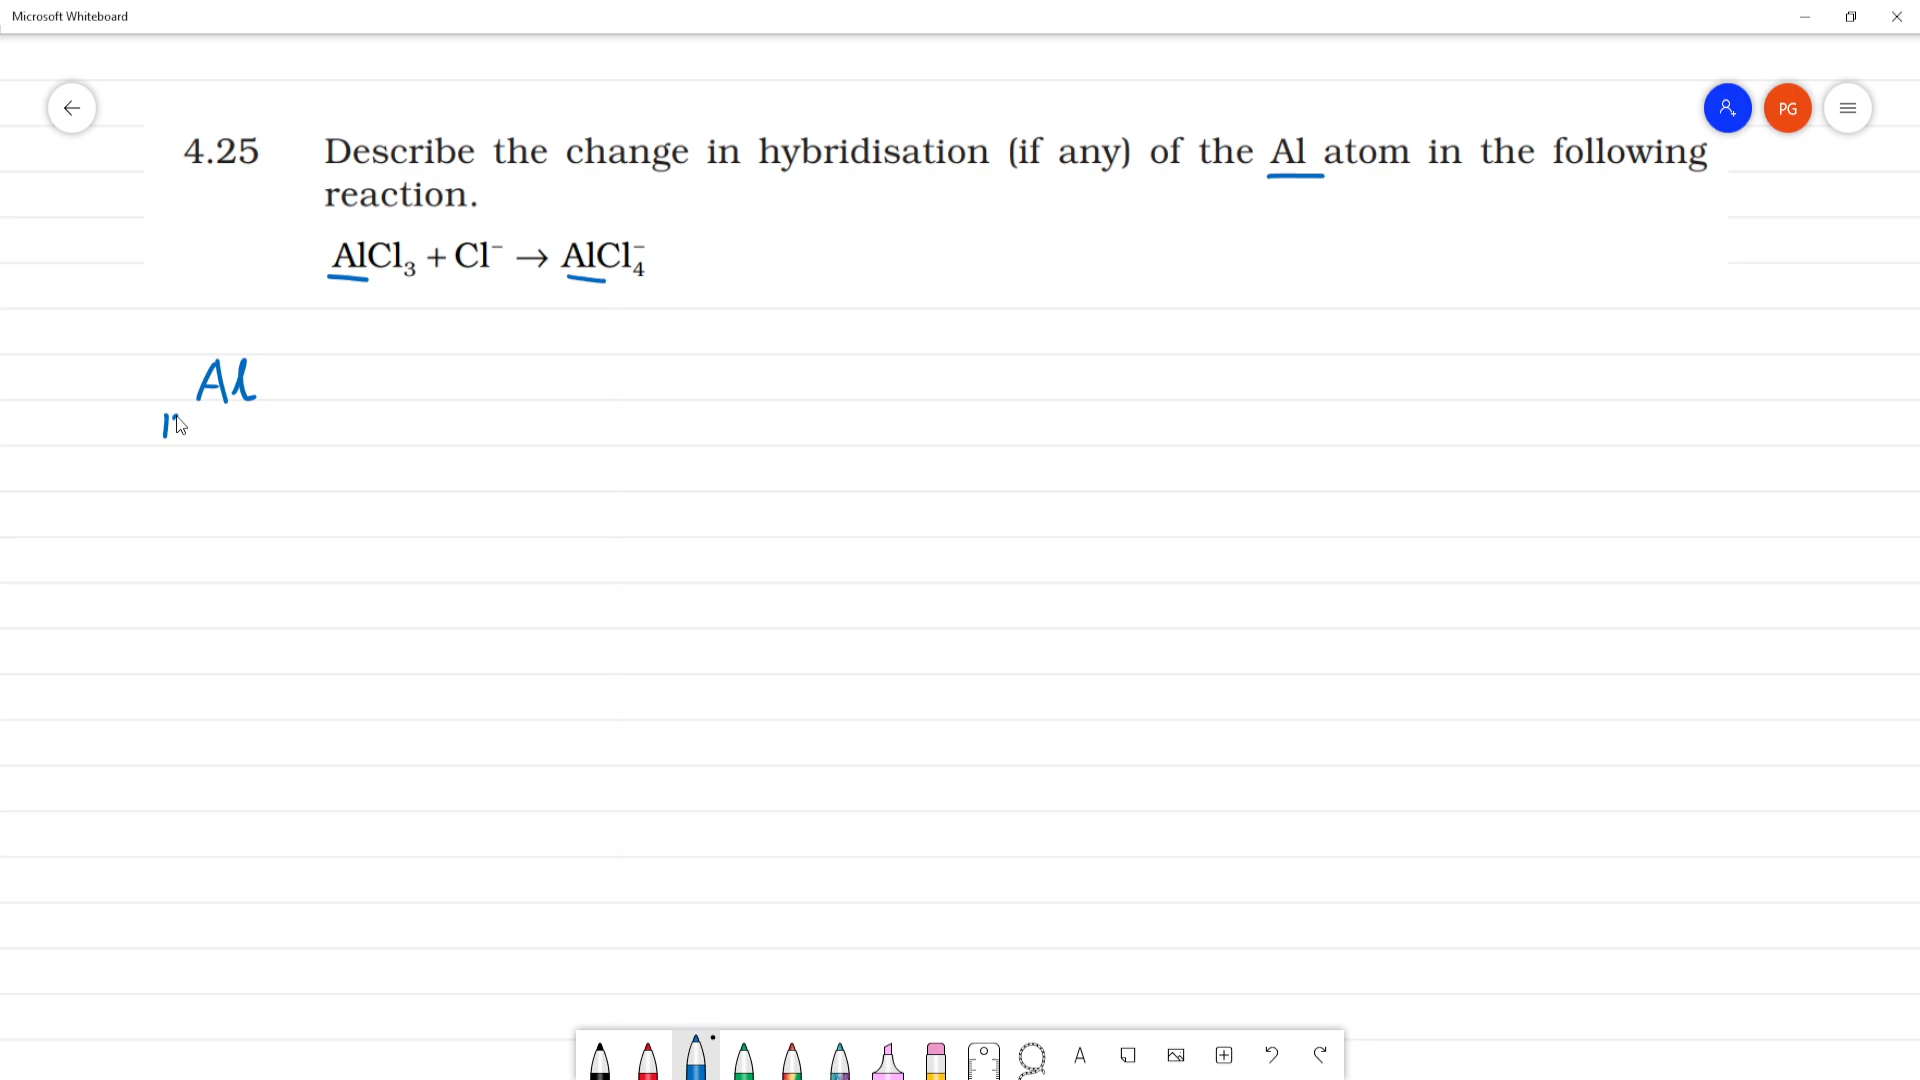 Microsoft Whiteboard
PG
4.25 Describe the change in hybridisation (if any) of the Al atom in the following
reaction.
AlCl₃ + Cl⁻ → AlCl₄⁻
Al
A